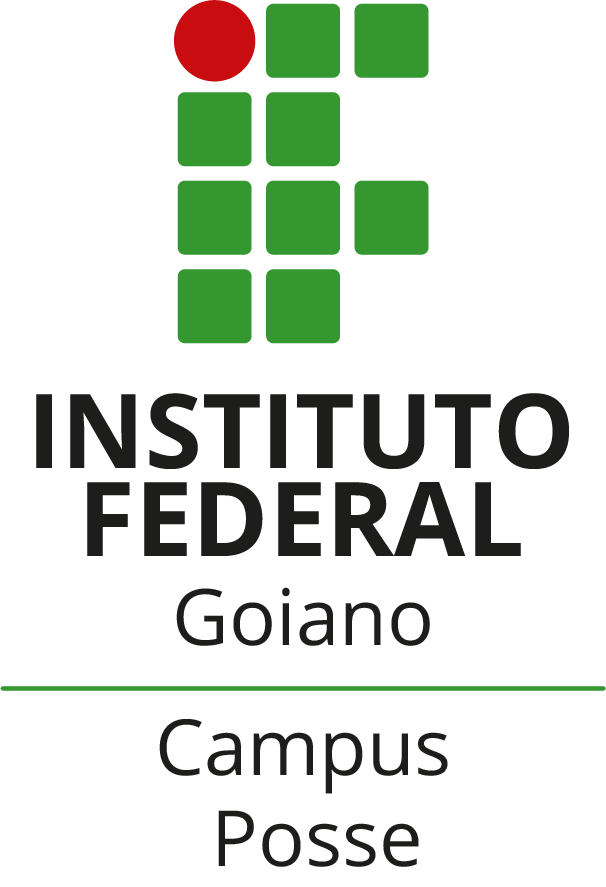 INSTITUTO
FEDERAL
Goiano
Campus
Posse